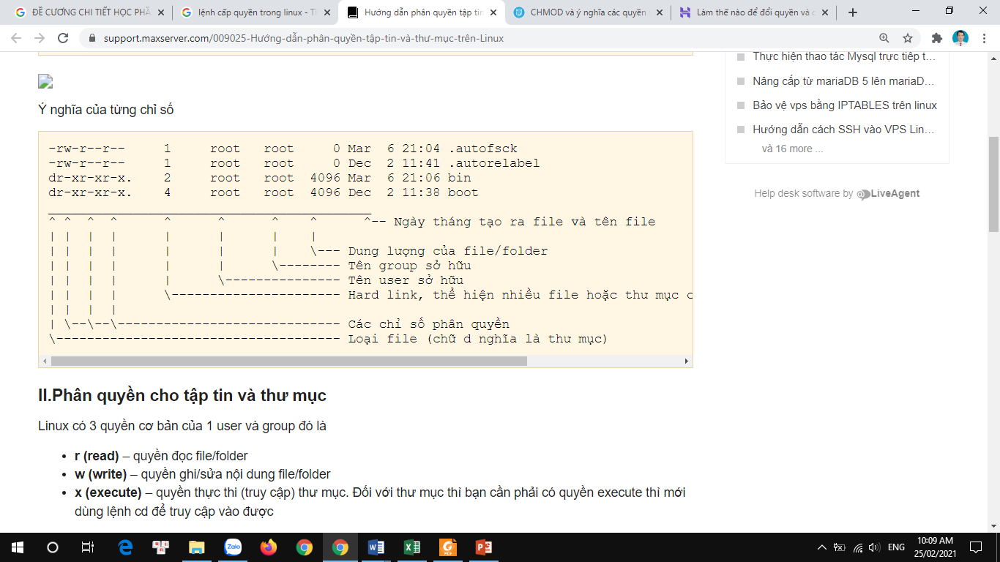 ĐỀ CƯƠNG CHI TIẾT HỌC PHẦ
lệnh cấp quyền trong linux - Tì
Hướng dẫn phân quyền tập tin
CHMOD và ý nghĩa các quyền
Làm thế nào để đổi quyền và c
support.maxserver.com/009025-Hướng-dẫn-phân-quyền-tập-tin-và-thư-mục-trên-Linux
Ý nghĩa của từng chỉ số
-rw-r--r-- 1 root root 0 Mar 6 21:04 .autofsck
-rw-r--r-- 1 root root 0 Dec 2 11:41 .autorelabel
dr-xr-xr-x. 2 root root 4096 Mar 6 21:06 bin
dr-xr-xr-x. 4 root root 4096 Dec 2 11:38 boot
__________________________________________
^ ^ ^ ^ ^ ^ ^ ^ ^-- Ngày tháng tạo ra file và tên file
| | | | | | | |
| | | | | | | \--- Dung lượng của file/folder
| | | | | | \-------- Tên group sở hữu
| | | | | \--------------- Tên user sở hữu
| | | | \---------------------- Hard link, thể hiện nhiều file hoặc thư mục c
| | | |
| \--\--\----------------------------- Các chỉ số phân quyền
\------------------------------------- Loại file (chữ d nghĩa là thư mục)
II.Phân quyền cho tập tin và thư mục
Linux có 3 quyền cơ bản của 1 user và group đó là
• r (read) – quyền đọc file/folder
• w (write) – quyền ghi/sửa nội dung file/folder
• x (execute) – quyền thực thi (truy cập) thư mục. Đối với thư mục thì bạn cần phải có quyền execute thì mới
dùng lệnh cd để truy cập vào được
Thực hiện thao tác Mysql trực tiếp t...
Nâng cấp từ mariaDB 5 lên mariaD...
Bảo vệ vps bằng IPTABLES trên linux
Hướng dẫn cách SSH vào VPS Lin...
và 16 more ...
Help desk software by LiveAgent
Zalo
PDF
ENG
10:09 AM
25/02/2021